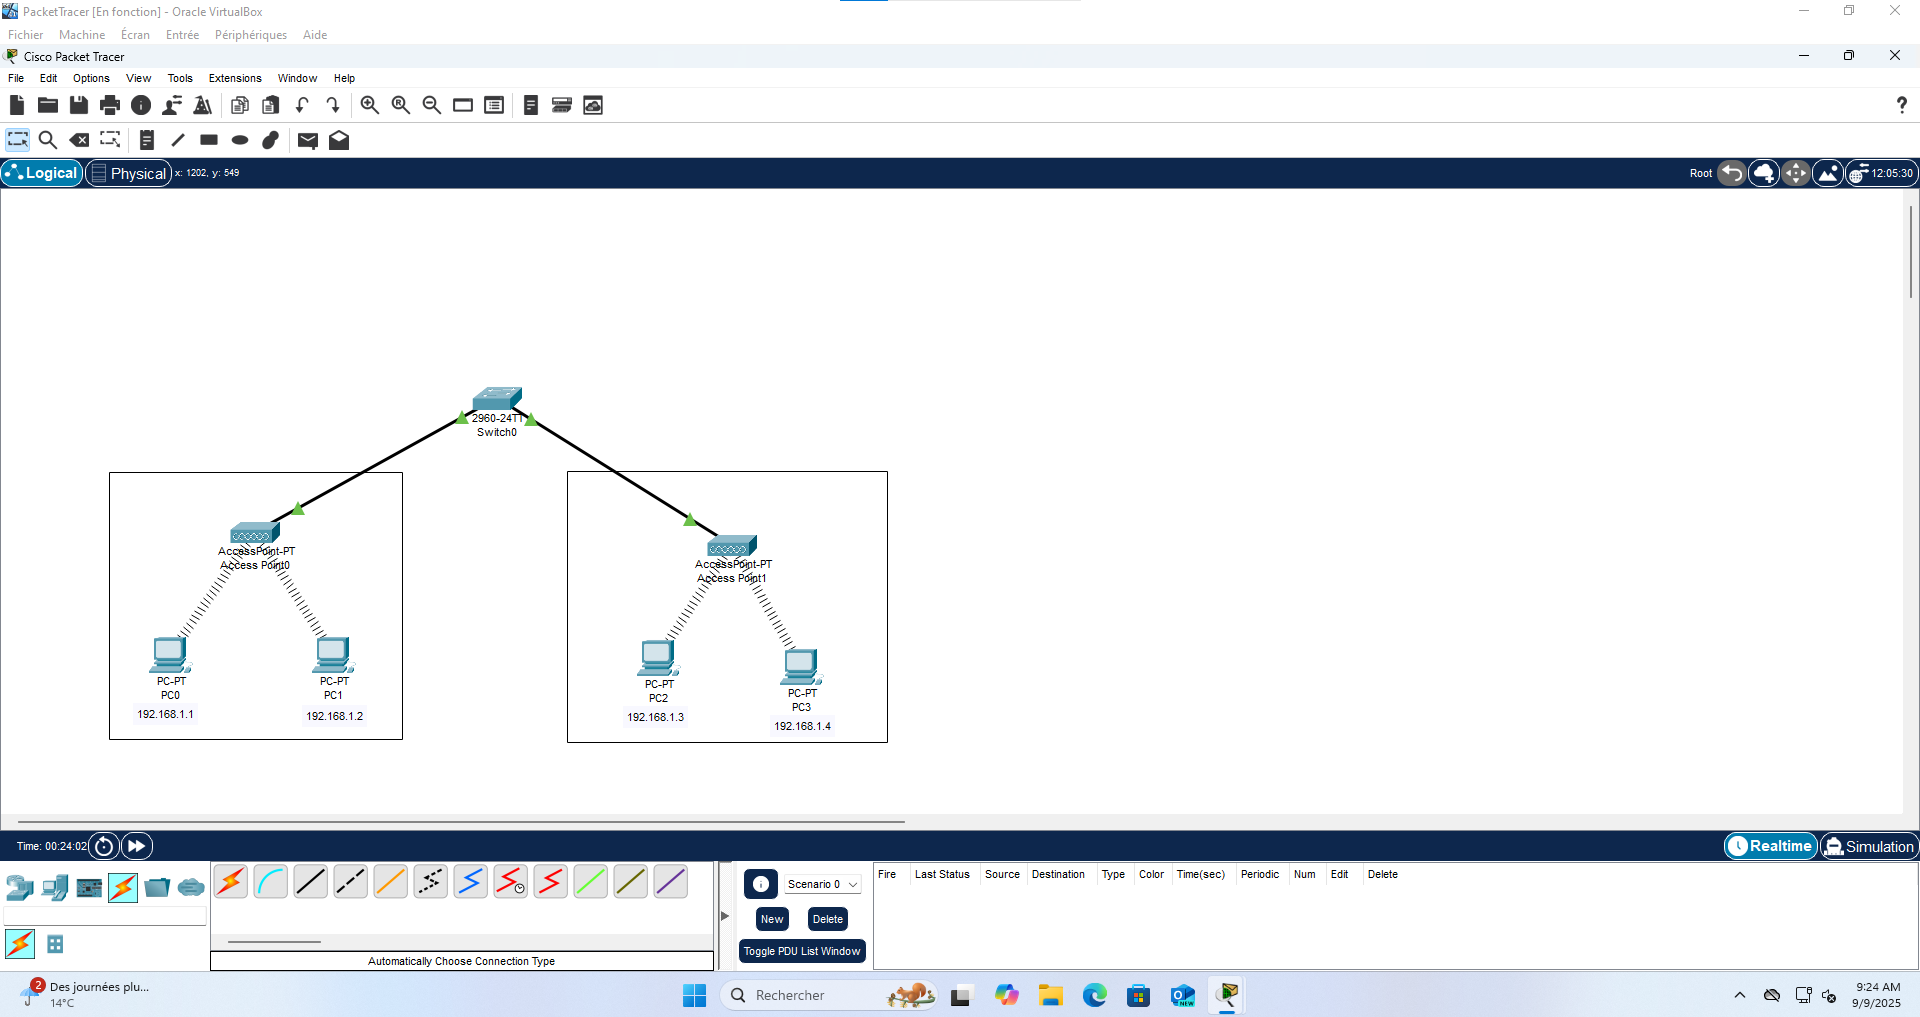 PacketTracer [En fonction] - Oracle VirtualBox
Fichier Machine Écran Entrée Périphériques Aide
Cisco Packet Tracer
File Edit Options View Tools Extensions Window Help
Logical Physical x: 1202, y: 549 Root 12:05:30
2960-24TT
Switch0
AccessPoint-PT
Access Point0
AccessPoint-PT
Access Point1
PC-PT
PC0
192.168.1.1
PC-PT
PC1
192.168.1.2
PC-PT
PC2
192.168.1.3
PC-PT
PC3
192.168.1.4
Time: 00:24:02 Realtime Simulation
Scenario 0
New Delete
Toggle PDU List Window
Fire Last Status Source Destination Type Color Time(sec) Periodic Num Edit Delete
Automatically Choose Connection Type
2 Des journées plu...
14°C
Rechercher
NEW
9:24 AM
9/9/2025